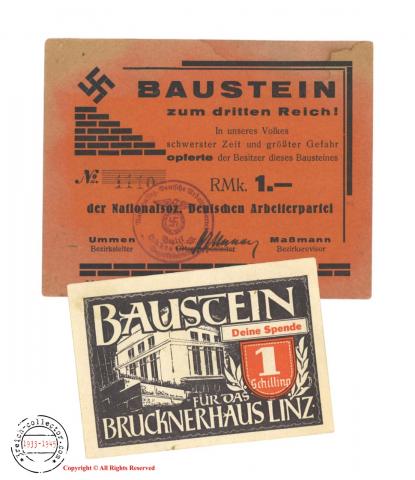 BAUSTEIN
zum dritten Reich!
In unseres Volkes
schwerster Zeit und größter Gefahr
opferte der Besitzer dieses Bausteines
No. 1110 RMk. 1.—
der Nationalsoz. Deutschen Arbeiterpartei
Ummen Maßmann
Bezirksleiter Bezirksrevisor
BAUSTEIN
Deine Spende
1
Schilling
FÜR DAS
BRUCKNERHAUS LINZ
1933-1945
Copyright © All Rights Reserved